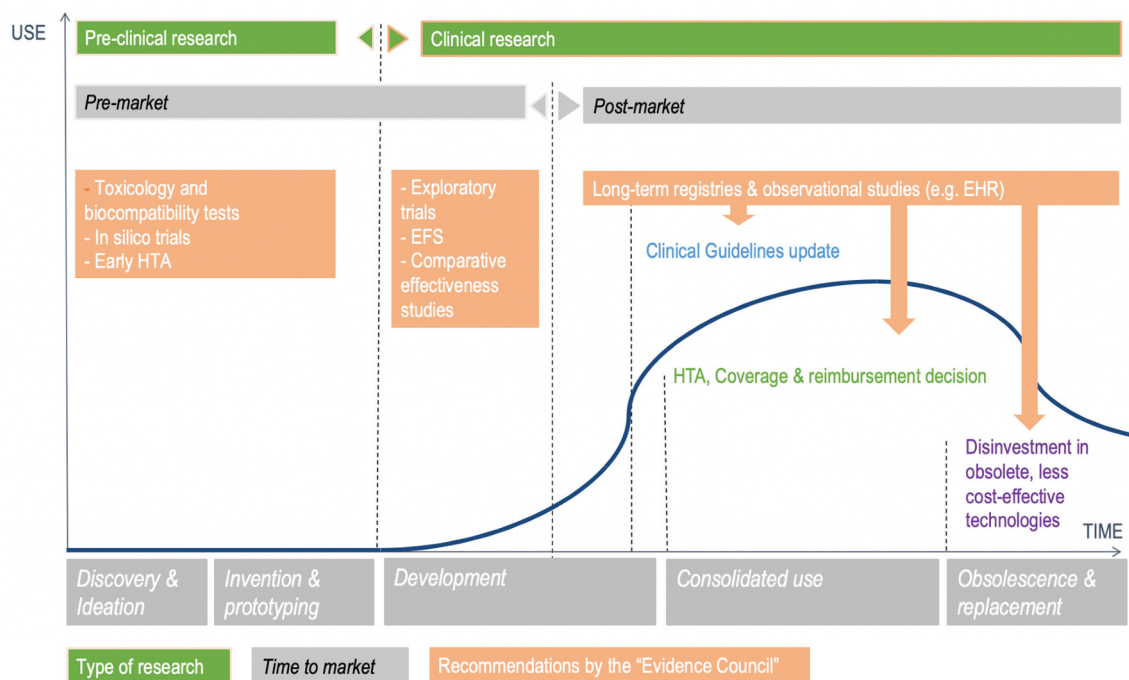 USE
Pre-clinical research
Clinical research
Pre-market
Post-market
- Toxicology and
biocompatibility tests
- In silico trials
- Early HTA
- Exploratory
trials
- EFS
- Comparative
effectiveness
studies
Long-term registries & observational studies (e.g. EHR)
Clinical Guidelines update
HTA, Coverage & reimbursement decision
Disinvestment in
obsolete, less
cost-effective
technologies
TIME
Discovery &
Ideation
Invention &
prototyping
Development
Consolidated use
Obsolescence &
replacement
Type of research
Time to market
Recommendations by the “Evidence Council”